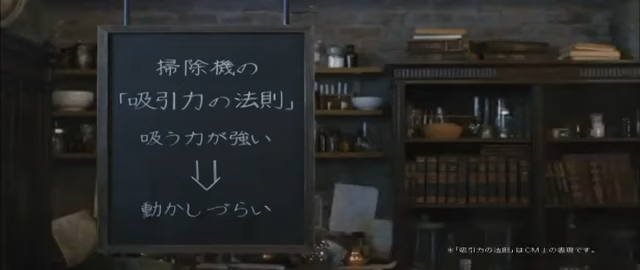 掃除機の
「吸引力の法則」
吸う力が強い
⇓
動かしづらい
※「吸引力の法則」はCM上の表現です。